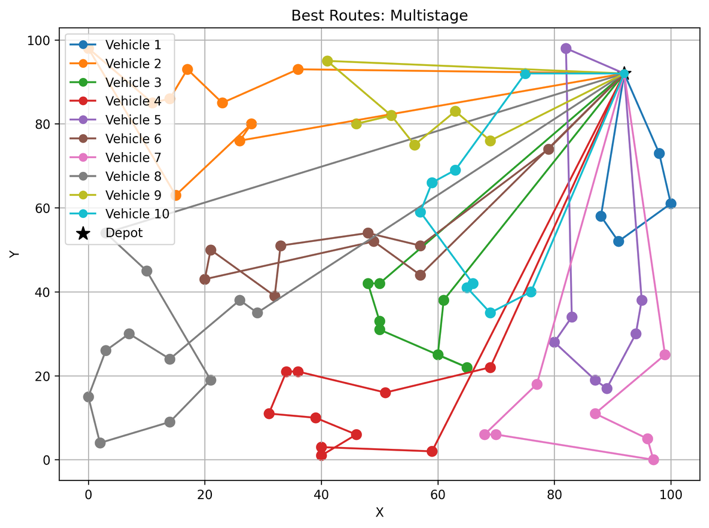 Best Routes: Multistage
100
80
60
40
20
0
Y
Vehicle 1
Vehicle 2
Vehicle 3
Vehicle 4
Vehicle 5
Vehicle 6
Vehicle 7
Vehicle 8
Vehicle 9
Vehicle 10
Depot
0 20 40 60 80 100
X